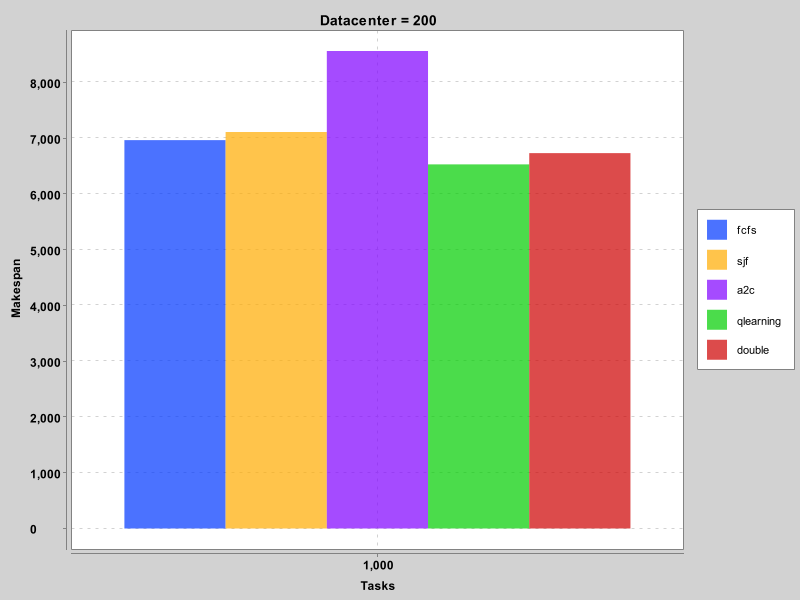 Datacenter = 200
Makespan
8,000
7,000
6,000
5,000
4,000
3,000
2,000
1,000
0
1,000
Tasks
fcfs
sjf
a2c
qlearning
double